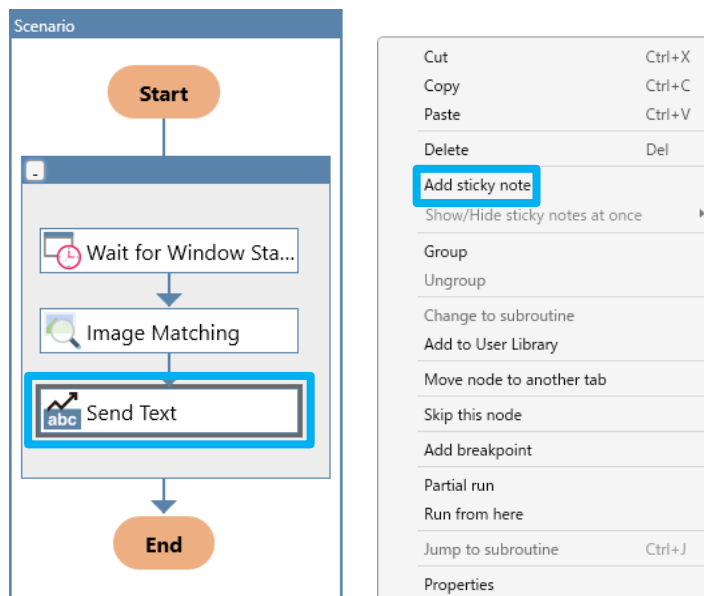 Scenario
Start
-
Wait for Window Sta...
Image Matching
abc
Send Text
End
Cut Ctrl+X
Copy Ctrl+C
Paste Ctrl+V
Delete Del
Add sticky note
Show/Hide sticky notes at once
Group
Ungroup
Change to subroutine
Add to User Library
Move node to another tab
Skip this node
Add breakpoint
Partial run
Run from here
Jump to subroutine Ctrl+J
Properties